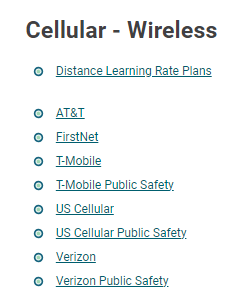 Cellular - Wireless
Distance Learning Rate Plans
AT&T
FirstNet
T-Mobile
T-Mobile Public Safety
US Cellular
US Cellular Public Safety
Verizon
Verizon Public Safety